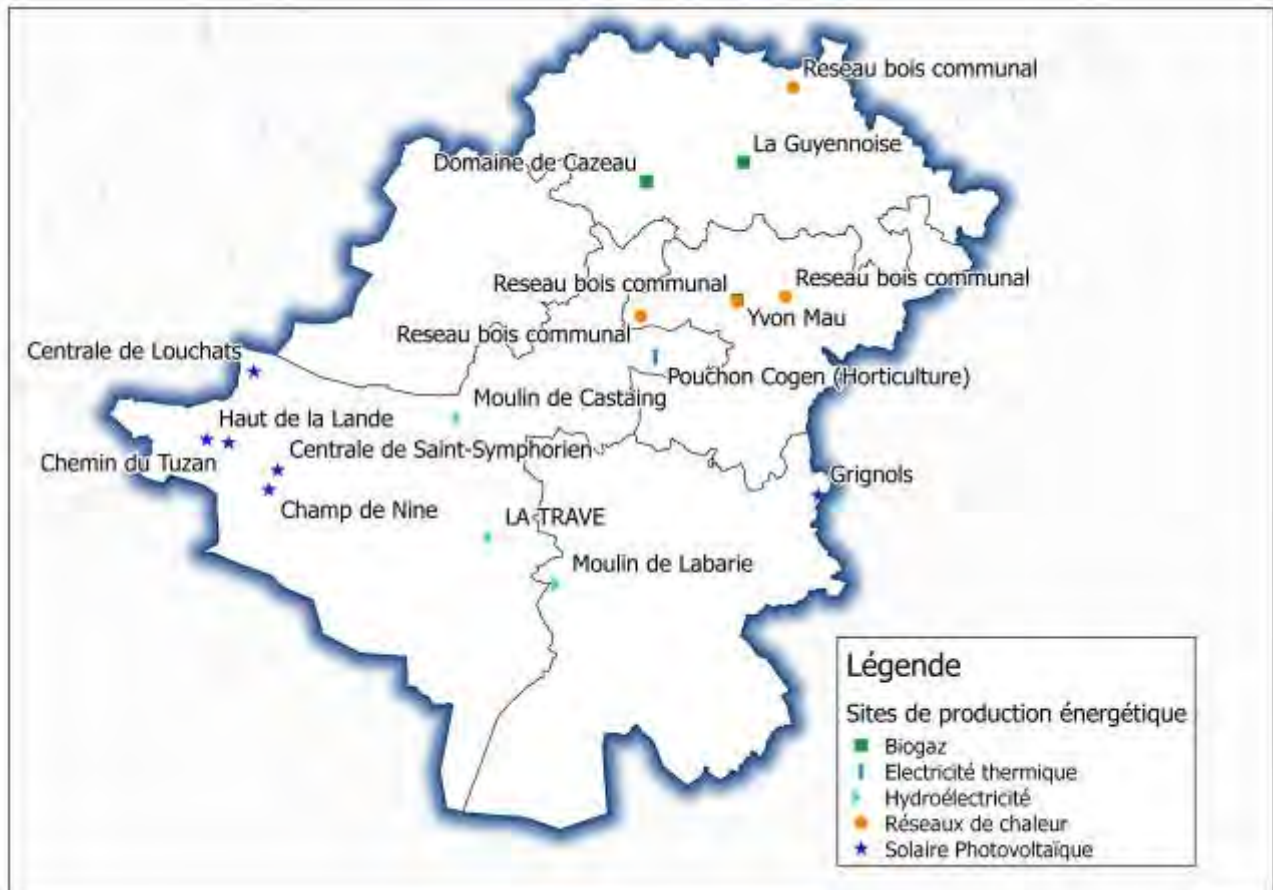 Reseau bois communal
La Guyennoise
Domaine de Cazeau
Reseau bois communal
Reseau bois communal
Yvon Mau
Reseau bois communal
Centrale de Louchats
Pouchon Cogen (Horticulture)
Moulin de Castaing
Haut de la Lande
Centrale de Saint-Symphorien
Chemin du Tuzan
Grignols
Champ de Nine
LA TRAVE
Moulin de Labarie
Légende
Sites de production énergétique
Biogaz
Electricité thermique
Hydroélectricité
Réseaux de chaleur
Solaire Photovoltaïque